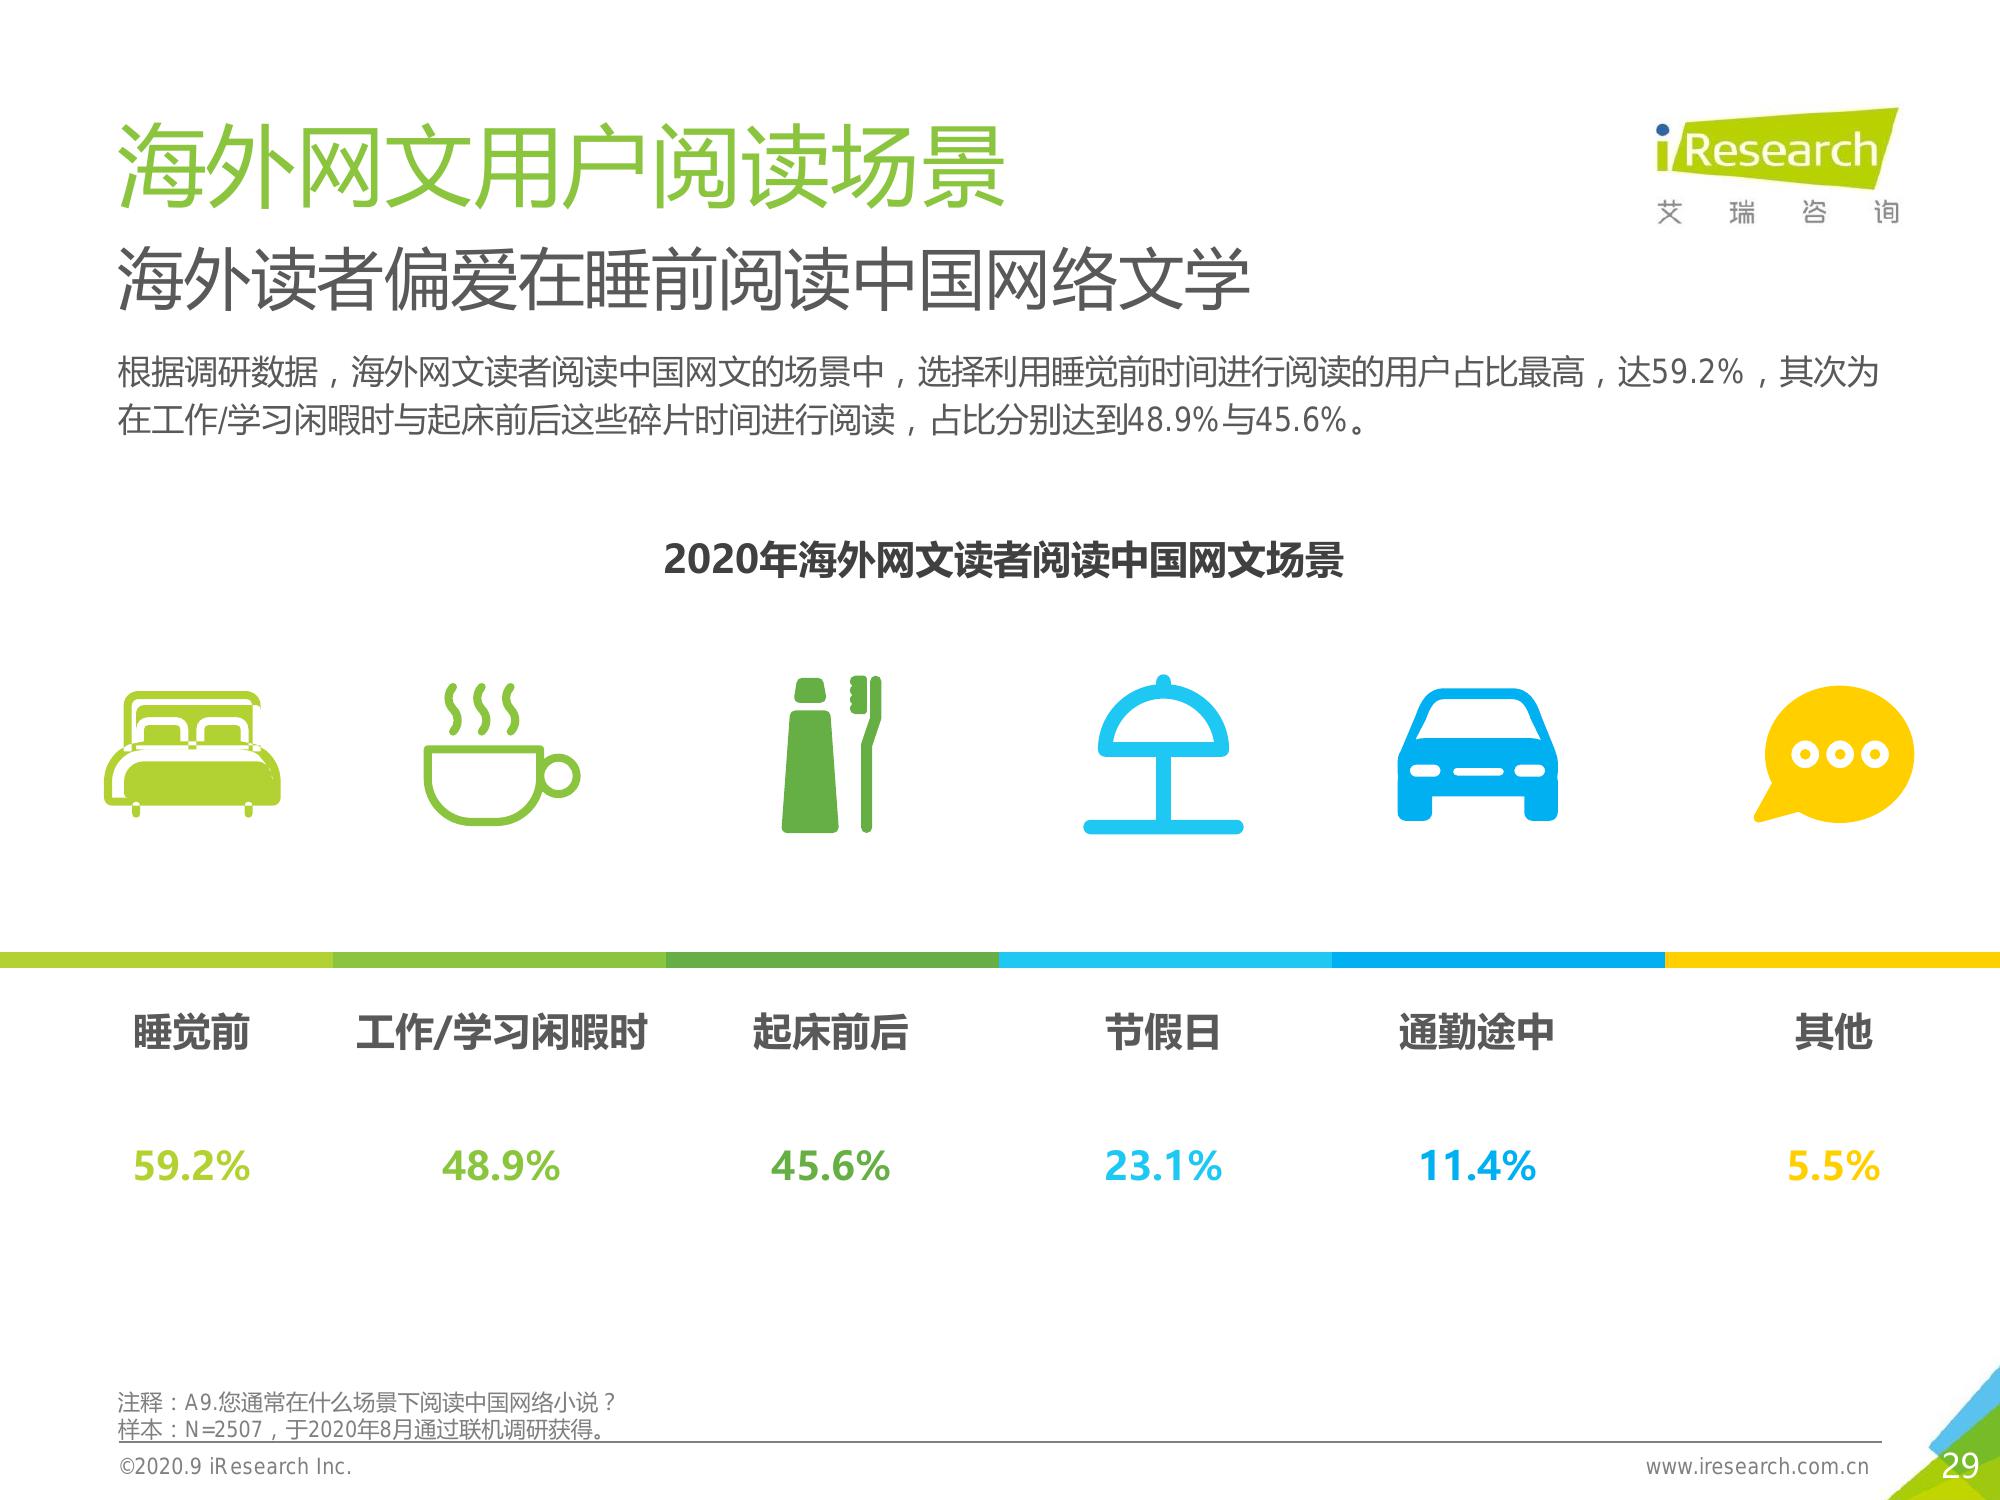 海外网文用户阅读场景
iResearch
艾瑞咨询
海外读者偏爱在睡前阅读中国网络文学
根据调研数据，海外网文读者阅读中国网文的场景中，选择利用睡觉前时间进行阅读的用户占比最高，达59.2%，其次为
在工作/学习闲暇时与起床前后这些碎片时间进行阅读，占比分别达到48.9%与45.6%。
2020年海外网文读者阅读中国网文场景
睡觉前 工作/学习闲暇时 起床前后 节假日 通勤途中 其他
59.2% 48.9% 45.6% 23.1% 11.4% 5.5%
注释：A9.您通常在什么场景下阅读中国网络小说？
样本：N=2507，于2020年8月通过联机调研获得。
©2020.9 iResearch Inc. www.iresearch.com.cn 29